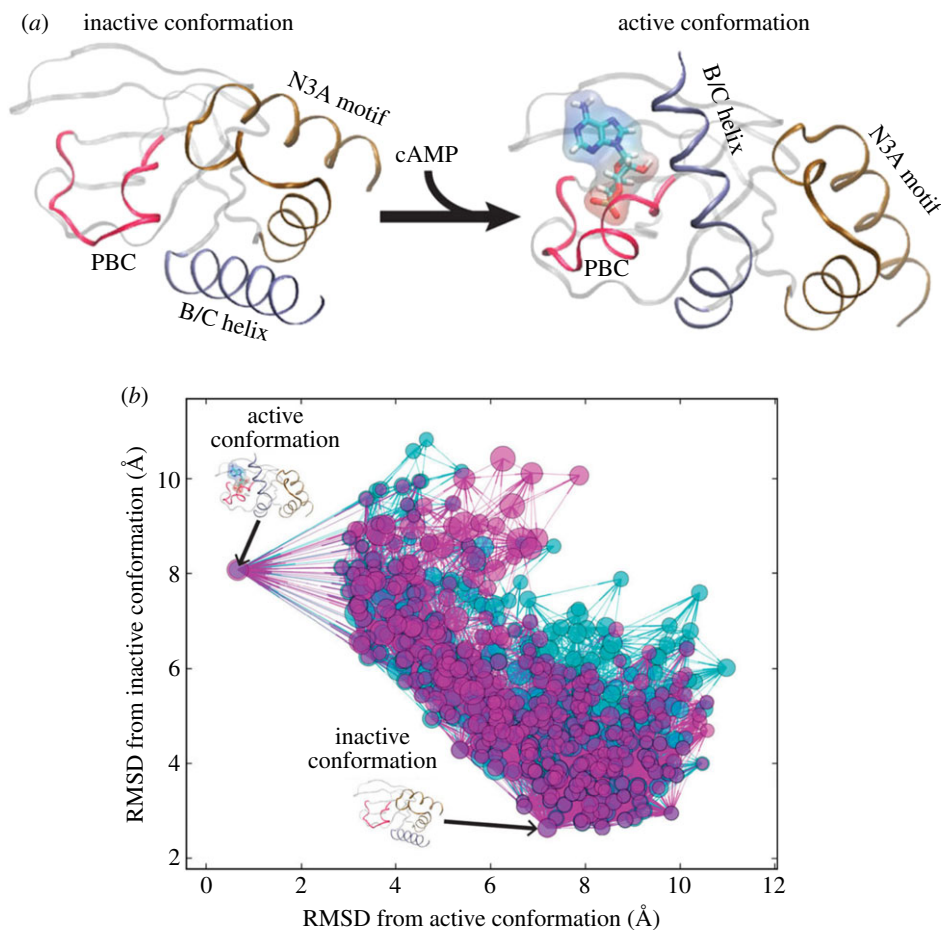 (a)
inactive conformation
active conformation
N3A motif
cAMP
PBC
B/C helix
B/C helix
N3A motif
PBC
(b)
active
conformation
inactive
conformation
RMSD from inactive conformation (Å)
10
8
6
4
2
0 2 4 6 8 10 12
RMSD from active conformation (Å)